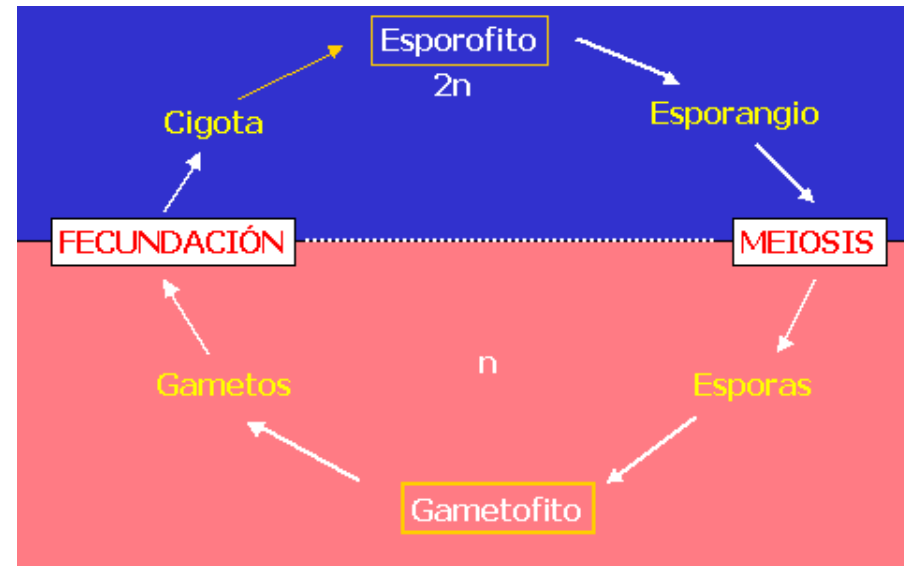 Esporofito
2n
Cigota
Esporangio
FECUNDACIÓN
MEIOSIS
n
Gametos
Esporas
Gametofito